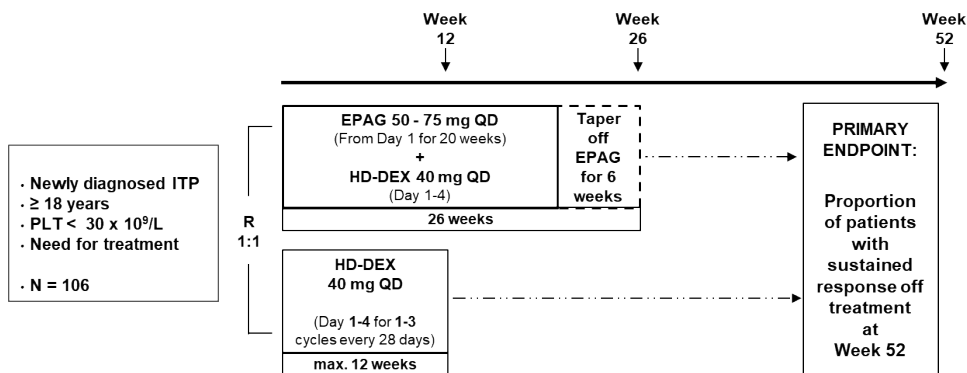 Week
12
Week
26
Week
52
· Newly diagnosed ITP
· ≥ 18 years
· PLT < 30 x 10⁹/L
· Need for treatment
· N = 106
R
1:1
EPAG 50 - 75 mg QD
(From Day 1 for 20 weeks)
+
HD-DEX 40 mg QD
(Day 1-4)
Taper
off
EPAG
for 6
weeks
26 weeks
HD-DEX
40 mg QD
(Day 1-4 for 1-3
cycles every 28 days)
max. 12 weeks
PRIMARY
ENDPOINT:
Proportion
of patients
with
sustained
response off
treatment
at
Week 52